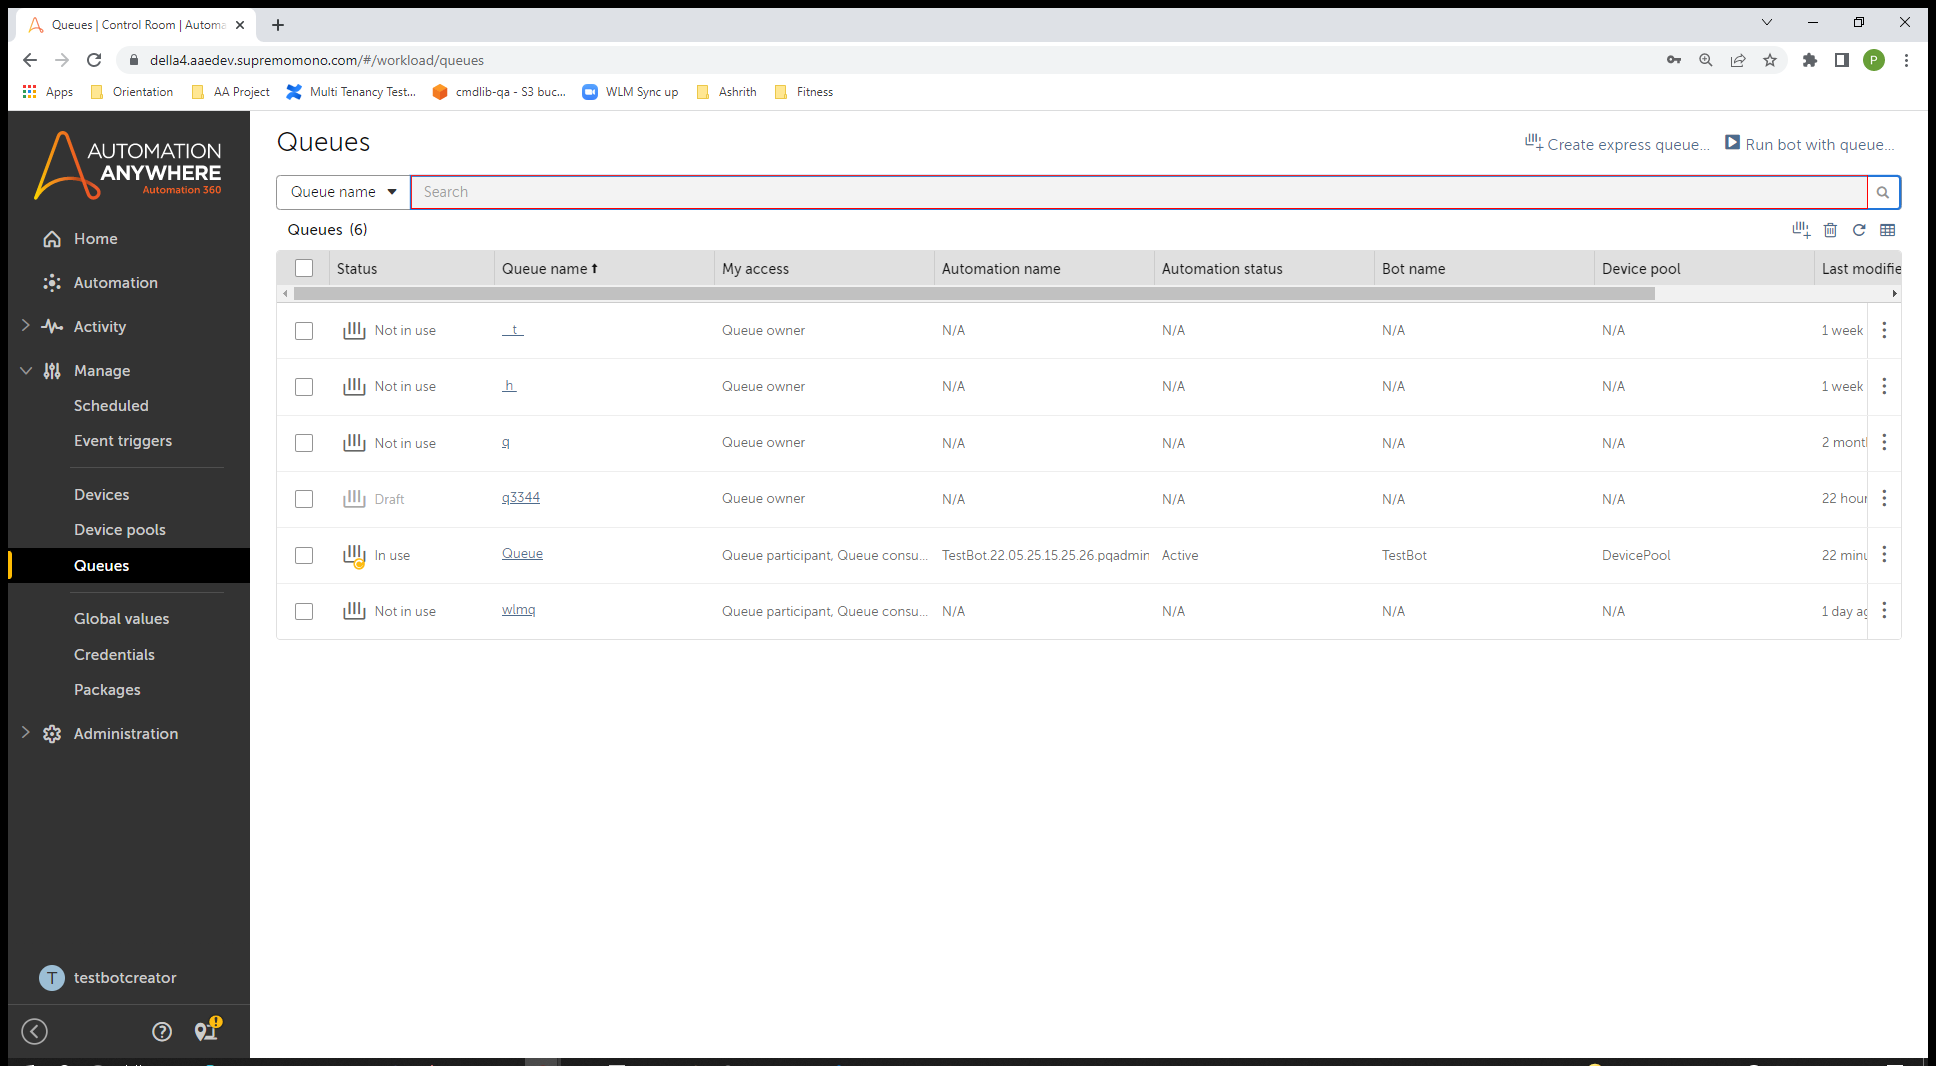 Queues | Control Room | Automa
della4.aaedev.supremomono.com/#/workload/queues
P
Apps Orientation AA Project Multi Tenancy Test... cmdlib-qa - S3 buc... WLM Sync up Ashrith Fitness
AUTOMATION
ANYWHERE
Automation 360
Home
Automation
Activity
Manage
Scheduled
Event triggers
Devices
Device pools
Queues
Global values
Credentials
Packages
Administration
T testbotcreator
Queues
Create express queue... Run bot with queue...
Queue name Search
Queues (6)
Status Queue name My access Automation name Automation status Bot name Device pool Last modifie
Not in use _t_ Queue owner N/A N/A N/A N/A 1 week
Not in use h Queue owner N/A N/A N/A N/A 1 week
Not in use q Queue owner N/A N/A N/A N/A 2 mont
Draft q3344 Queue owner N/A N/A N/A N/A 22 hour
In use Queue Queue participant, Queue consu... TestBot.22.05.25.15.25.26.pqadmin Active TestBot DevicePool 22 minu
Not in use wlmq Queue participant, Queue consu... N/A N/A N/A N/A 1 day ag